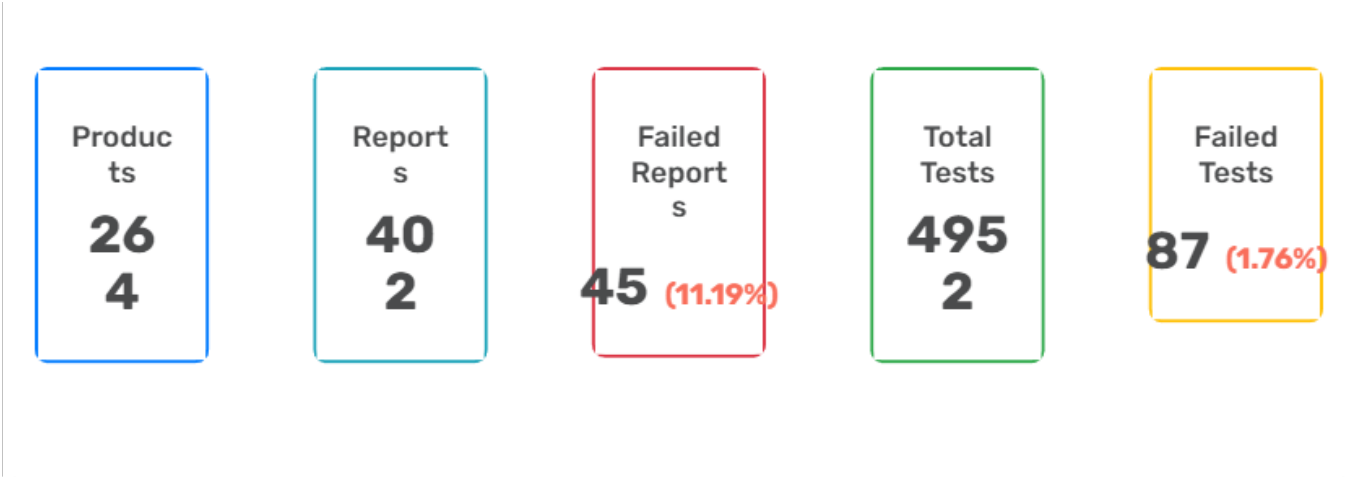 Produc
ts
26
4
Report
s
40
2
Failed
Report
s
45 (11.19%)
Total
Tests
495
2
Failed
Tests
87 (1.76%)